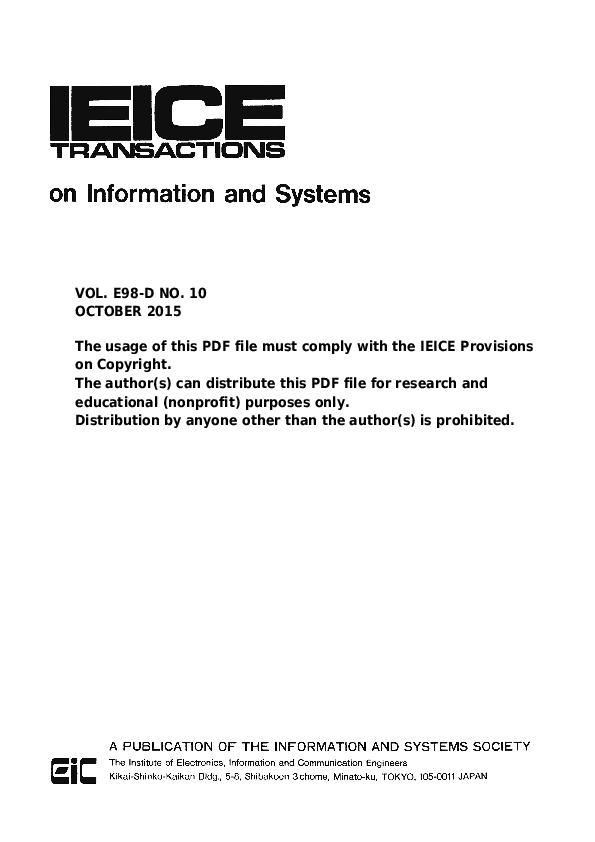 IEICE
TRANSACTIONS
on Information and Systems
VOL. E98-D NO. 10
OCTOBER 2015
The usage of this PDF file must comply with the IEICE Provisions
on Copyright.
The author(s) can distribute this PDF file for research and
educational (nonprofit) purposes only.
Distribution by anyone other than the author(s) is prohibited.
A PUBLICATION OF THE INFORMATION AND SYSTEMS SOCIETY
EiC
The Institute of Electronics, Information and Communication Engineers
Kikai-Shinko-Kaikan Bldg., 5-8, Shibakoen 3 chome, Minato-ku, TOKYO, 105-0011 JAPAN